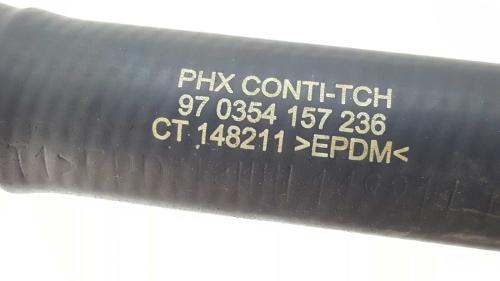 PHX CONTI-TCH
97 0354 157 236
CT 148211 >EPDM<